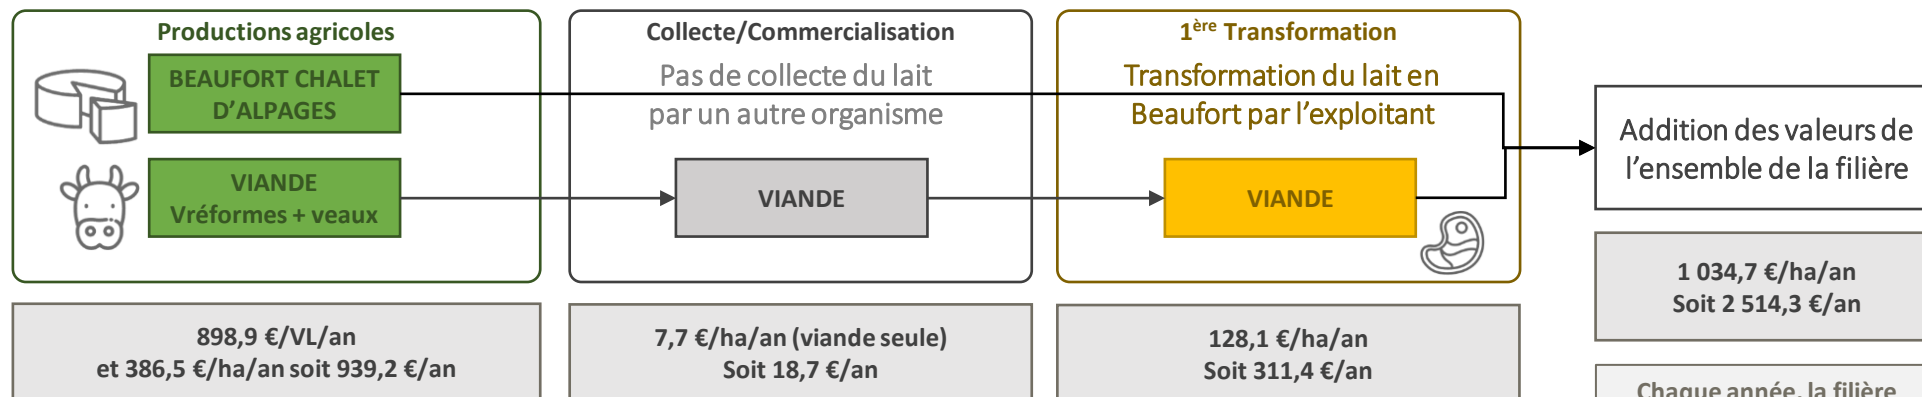 Productions agricoles
BEAUFORT CHALET
D’ALPAGES
VIANDE
Vréformes + veaux
898,9 €/VL/an
et 386,5 €/ha/an soit 939,2 €/an
Collecte/Commercialisation
Pas de collecte du lait
par un autre organisme
VIANDE
7,7 €/ha/an (viande seule)
Soit 18,7 €/an
1ère Transformation
Transformation du lait en
Beaufort par l’exploitant
VIANDE
128,1 €/ha/an
Soit 311,4 €/an
Addition des valeurs de
l’ensemble de la filière
1 034,7 €/ha/an
Soit 2 514,3 €/an
Chaque année, la filière